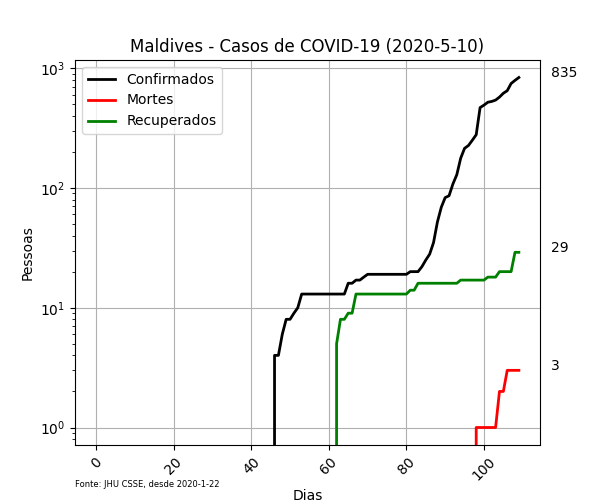 Maldives - Casos de COVID-19 (2020-5-10)
Confirmados
Mortes
Recuperados
10³
10²
10¹
10⁰
Pessoas
835
29
3
0
20
40
60
80
100
Fonte: JHU CSSE, desde 2020-1-22
Dias